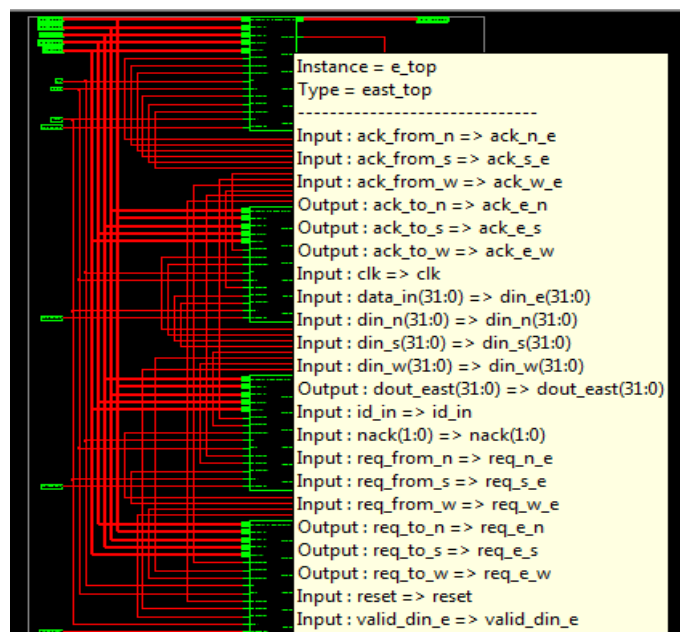 Instance = e_top
Type = east_top
------------------------------
Input : ack_from_n => ack_n_e
Input : ack_from_s => ack_s_e
Input : ack_from_w => ack_w_e
Output : ack_to_n => ack_e_n
Output : ack_to_s => ack_e_s
Output : ack_to_w => ack_e_w
Input : clk => clk
Input : data_in(31:0) => din_e(31:0)
Input : din_n(31:0) => din_n(31:0)
Input : din_s(31:0) => din_s(31:0)
Input : din_w(31:0) => din_w(31:0)
Output : dout_east(31:0) => dout_east(31:0)
Input : id_in => id_in
Input : nack(1:0) => nack(1:0)
Input : req_from_n => req_n_e
Input : req_from_s => req_s_e
Input : req_from_w => req_w_e
Output : req_to_n => req_e_n
Output : req_to_s => req_e_s
Output : req_to_w => req_e_w
Input : reset => reset
Input : valid_din_e => valid_din_e